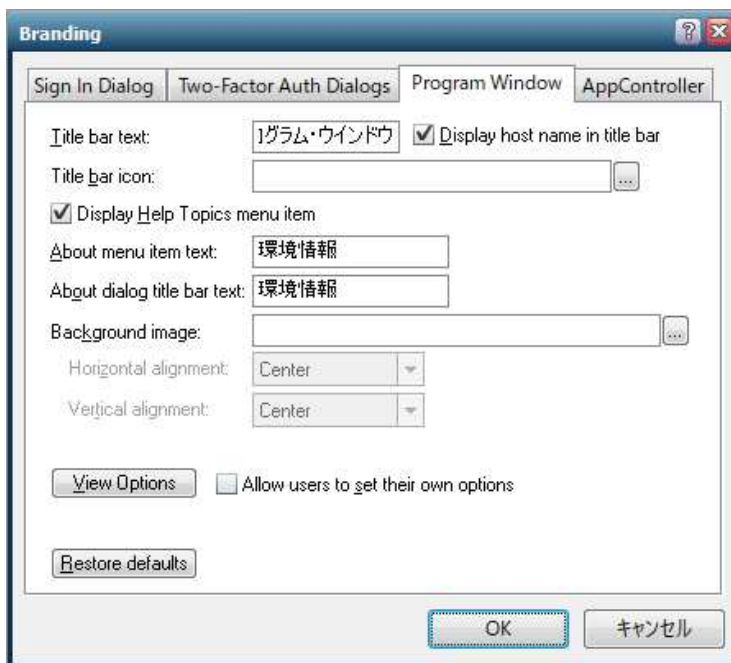 Branding
Sign In Dialog Two-Factor Auth Dialogs Program Window AppController
Title bar text: グラム・ウインドウ Display host name in title bar
Title bar icon: ...
Display Help Topics menu item
About menu item text: 環境情報
About dialog title bar text: 環境情報
Background image: ...
Horizontal alignment: Center
Vertical alignment: Center
View Options Allow users to set their own options
Restore defaults
OK キャンセル